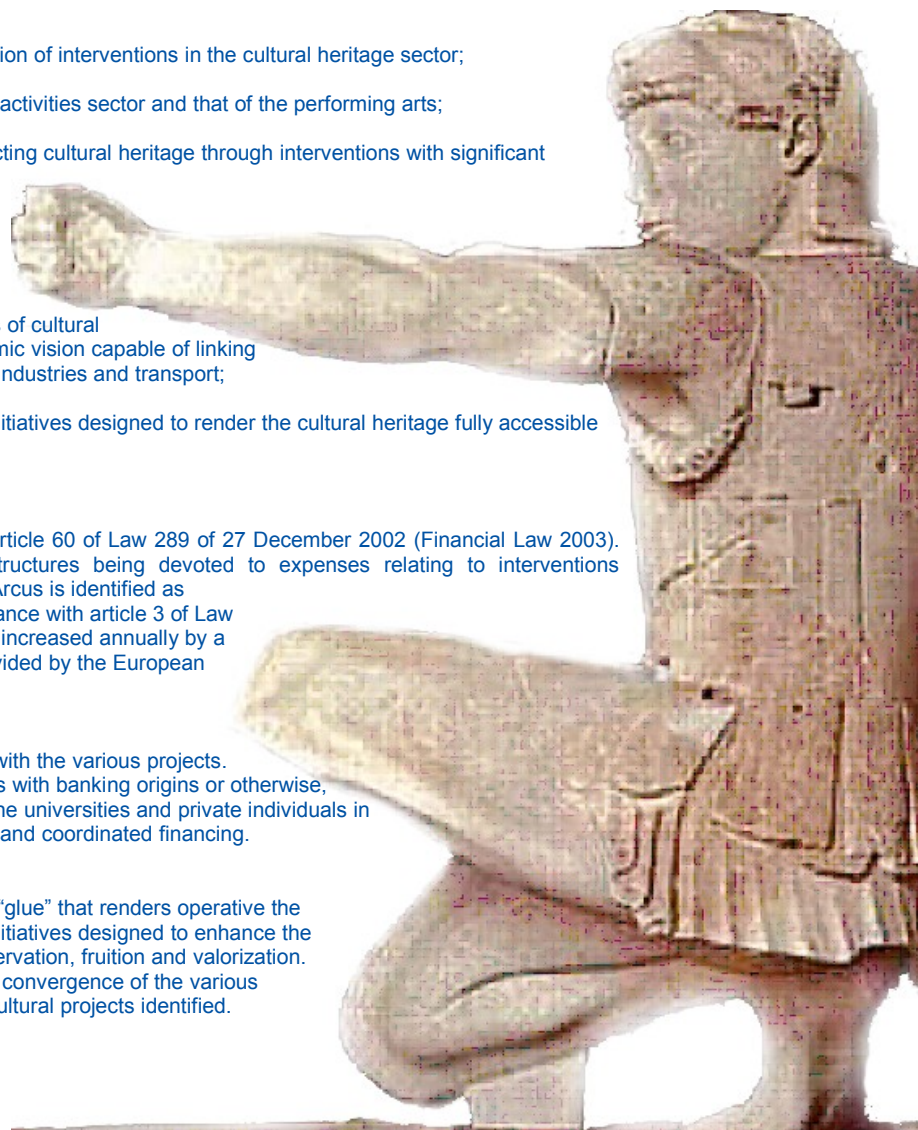 ion of interventions in the cultural heritage sector;
activities sector and that of the performing arts;
cting cultural heritage through interventions with significant
s of cultural
mic vision capable of linking
industries and transport;
itiatives designed to render the cultural heritage fully accessible
rticle 60 of Law 289 of 27 December 2002 (Financial Law 2003).
structures being devoted to expenses relating to interventions
Arcus is identified as
ance with article 3 of Law
increased annually by a
vided by the European
with the various projects.
s with banking origins or otherwise,
he universities and private individuals in
and coordinated financing.
“glue” that renders operative the
itiatives designed to enhance the
ervation, fruition and valorization.
convergence of the various
ultural projects identified.